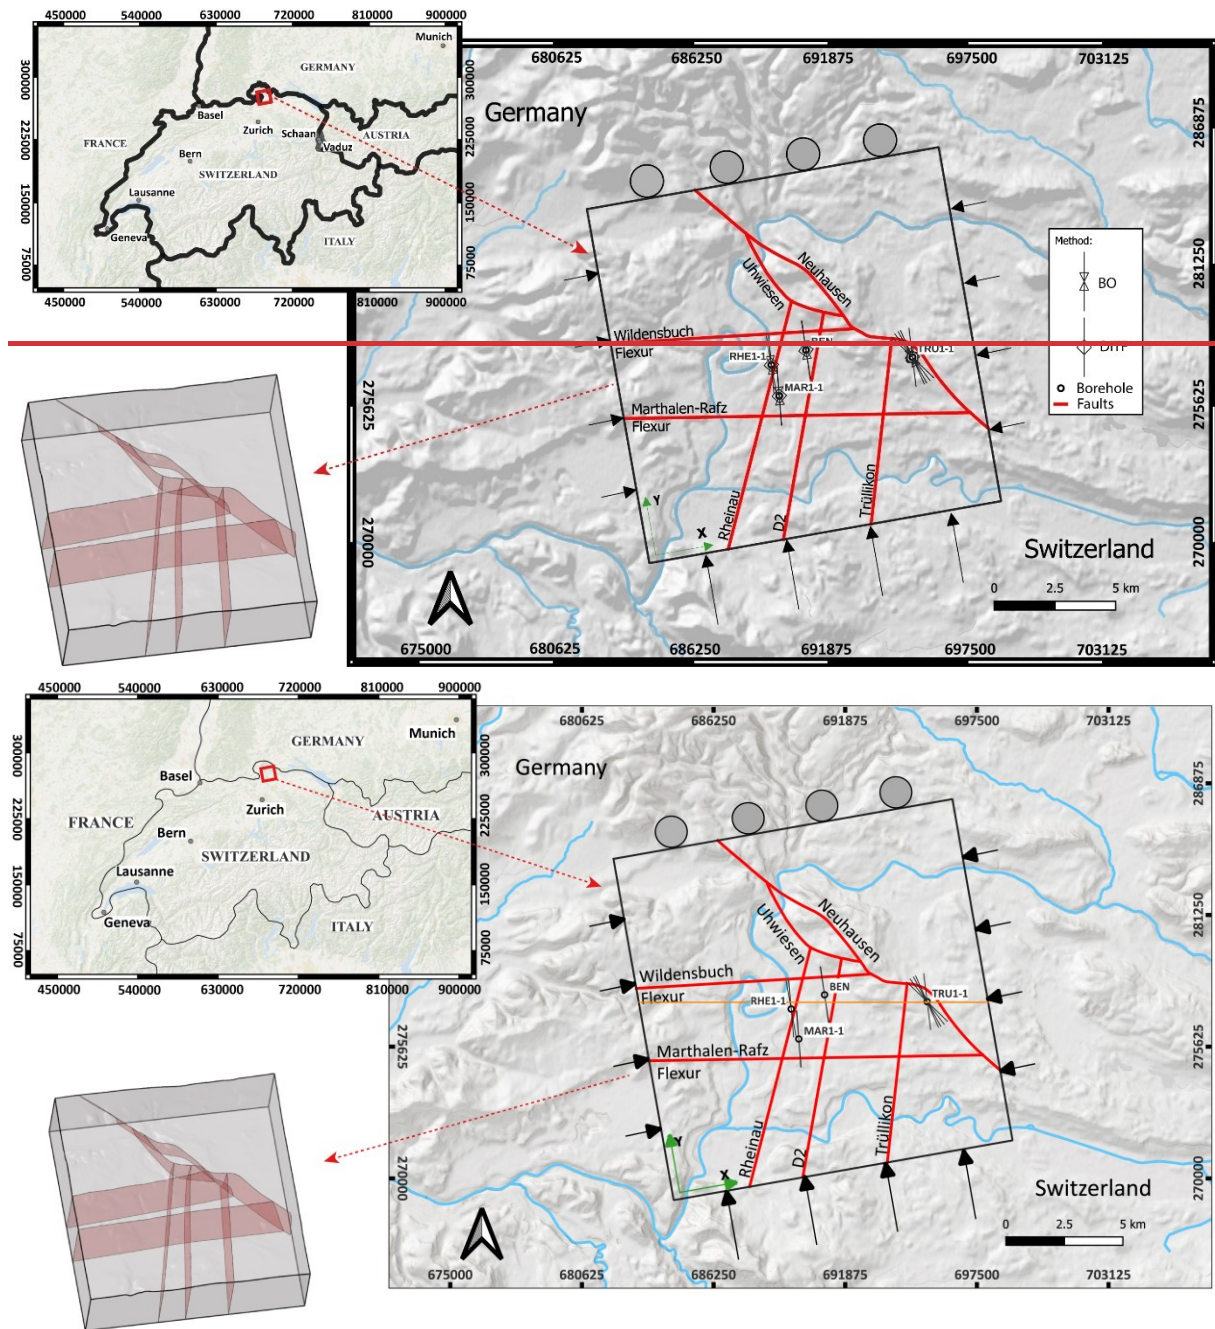 450000 540000 630000 720000 810000 900000
Munich
GERMANY
Basel
Zurich
Schaan
AUSTRIA
FRANCE
Bern
Vaduz
SWITZERLAND
Lausanne
Geneva
ITALY
300000
225000
150000
75000
300000
225000
150000
75000
450000 540000 630000 720000 810000 900000
680625 686250 691875 697500 703125
Germany
286875
281250
275625
270000
Method:
BO
Borehole
Faults
Uhwiesen
Neuhausen
Wildensbuch
Flexur
BEN
RHE1-1
TRU1-1
MAR1-1
Marthalen-Rafz
Flexur
275625
270000
Rheinau
D2
Trüllikon
Y
X
Switzerland
0 2.5 5 km
675000 680625 686250 691875 697500 703125
450000 540000 630000 720000 810000 900000
Munich
GERMANY
Basel
Zurich
FRANCE
AUSTRIA
Bern
SWITZERLAND
Lausanne
Geneva
ITALY
300000
225000
150000
75000
300000
225000
150000
75000
450000 540000 630000 720000 810000 900000
680625 686250 691875 697500 703125
Germany
286875
281250
275625
270000
Uhwiesen
Neuhausen
Wildensbuch
Flexur
BEN
RHE1-1
TRU1-1
MAR1-1
Marthalen-Rafz
Flexur
275625
270000
Rheinau
D2
Trüllikon
Y
X
Switzerland
0 2.5 5 km
675000 680625 686250 691875 697500 703125